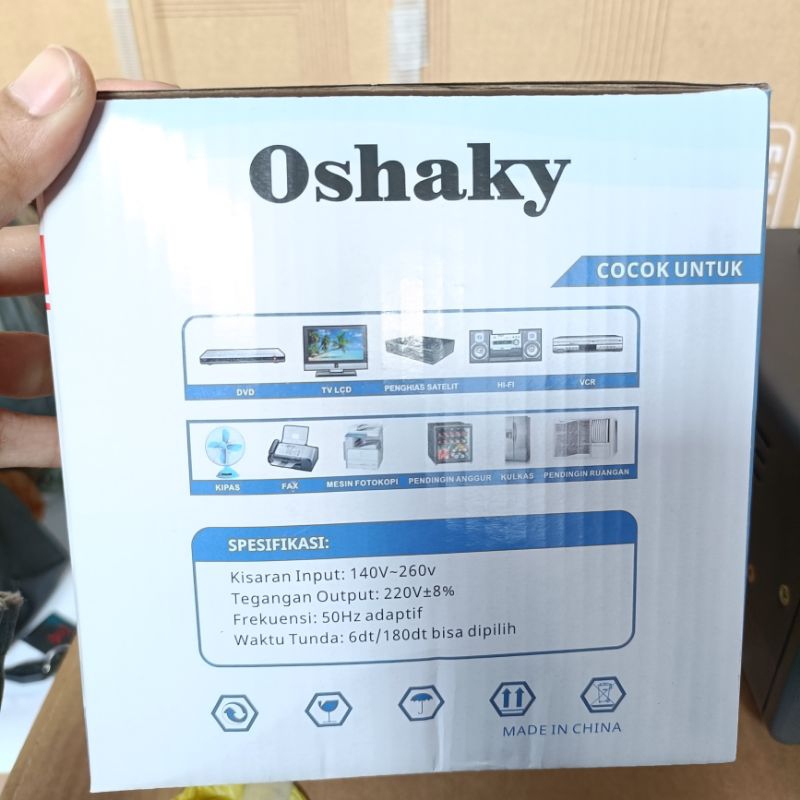 Oshaky
COCOK UNTUK
DVD TV LCD PENGHIAS SATELIT HI-FI VCR
KIPAS FAX MESIN FOTOKOPI PENDINGIN ANGGUR KULKAS PENDINGIN RUANGAN
SPESIFIKASI:
Kisaran Input: 140V~260v
Tegangan Output: 220V±8%
Frekuensi: 50Hz adaptif
Waktu Tunda: 6dt/180dt bisa dipilih
MADE IN CHINA